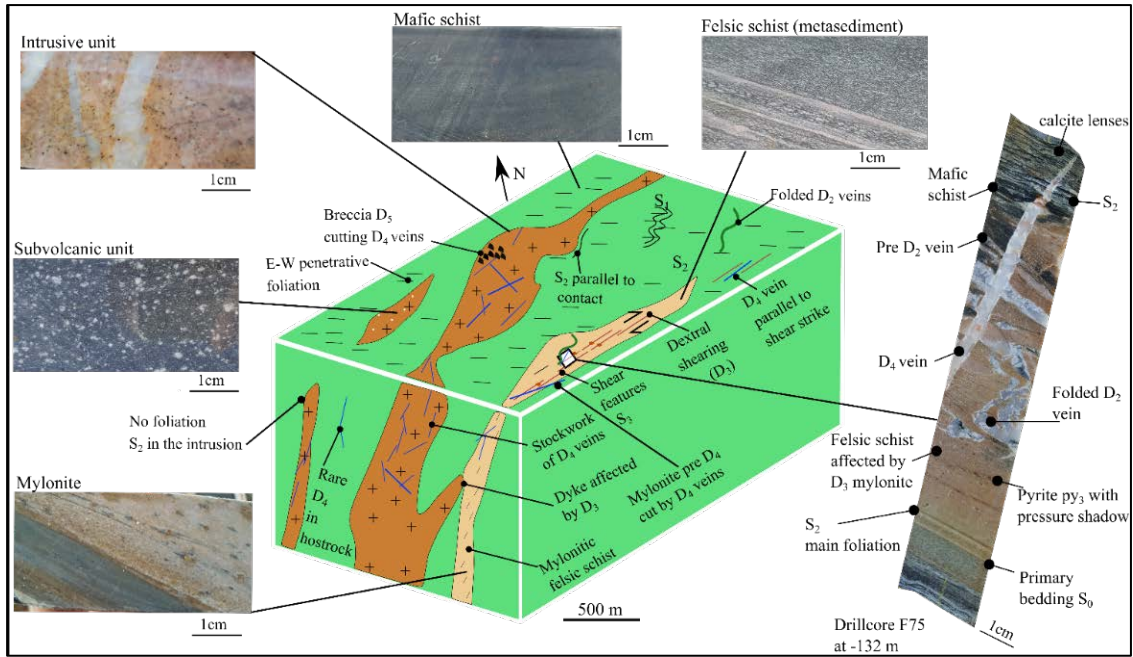 Intrusive unit
1cm
Mafic schist
1cm
Felsic schist (metasediment)
1cm
Subvolcanic unit
1cm
Mylonite
1cm
N
Breccia D5
cutting D4 veins
E-W penetrative
foliation
S2 parallel to
contact
S1
Folded D2 veins
S2
D4 vein
parallel to
shear strike
Dextral
shearing
(D3)
Shear
features
S3
No foliation
S2 in the intrusion
Rare
D4
in
hostrock
Stockwork
of D4 veins
Dyke affected
by D3
Mylonite pre D4
cut by D4 veins
Mylonitic
felsic schist
500 m
calcite lenses
Mafic
schist
S2
Pre D2 vein
D4 vein
Folded D2
vein
Felsic schist
affected by
D3 mylonite
Pyrite py3 with
pressure shadow
S2
main foliation
Primary
bedding S0
1cm
Drillcore F75
at -132 m